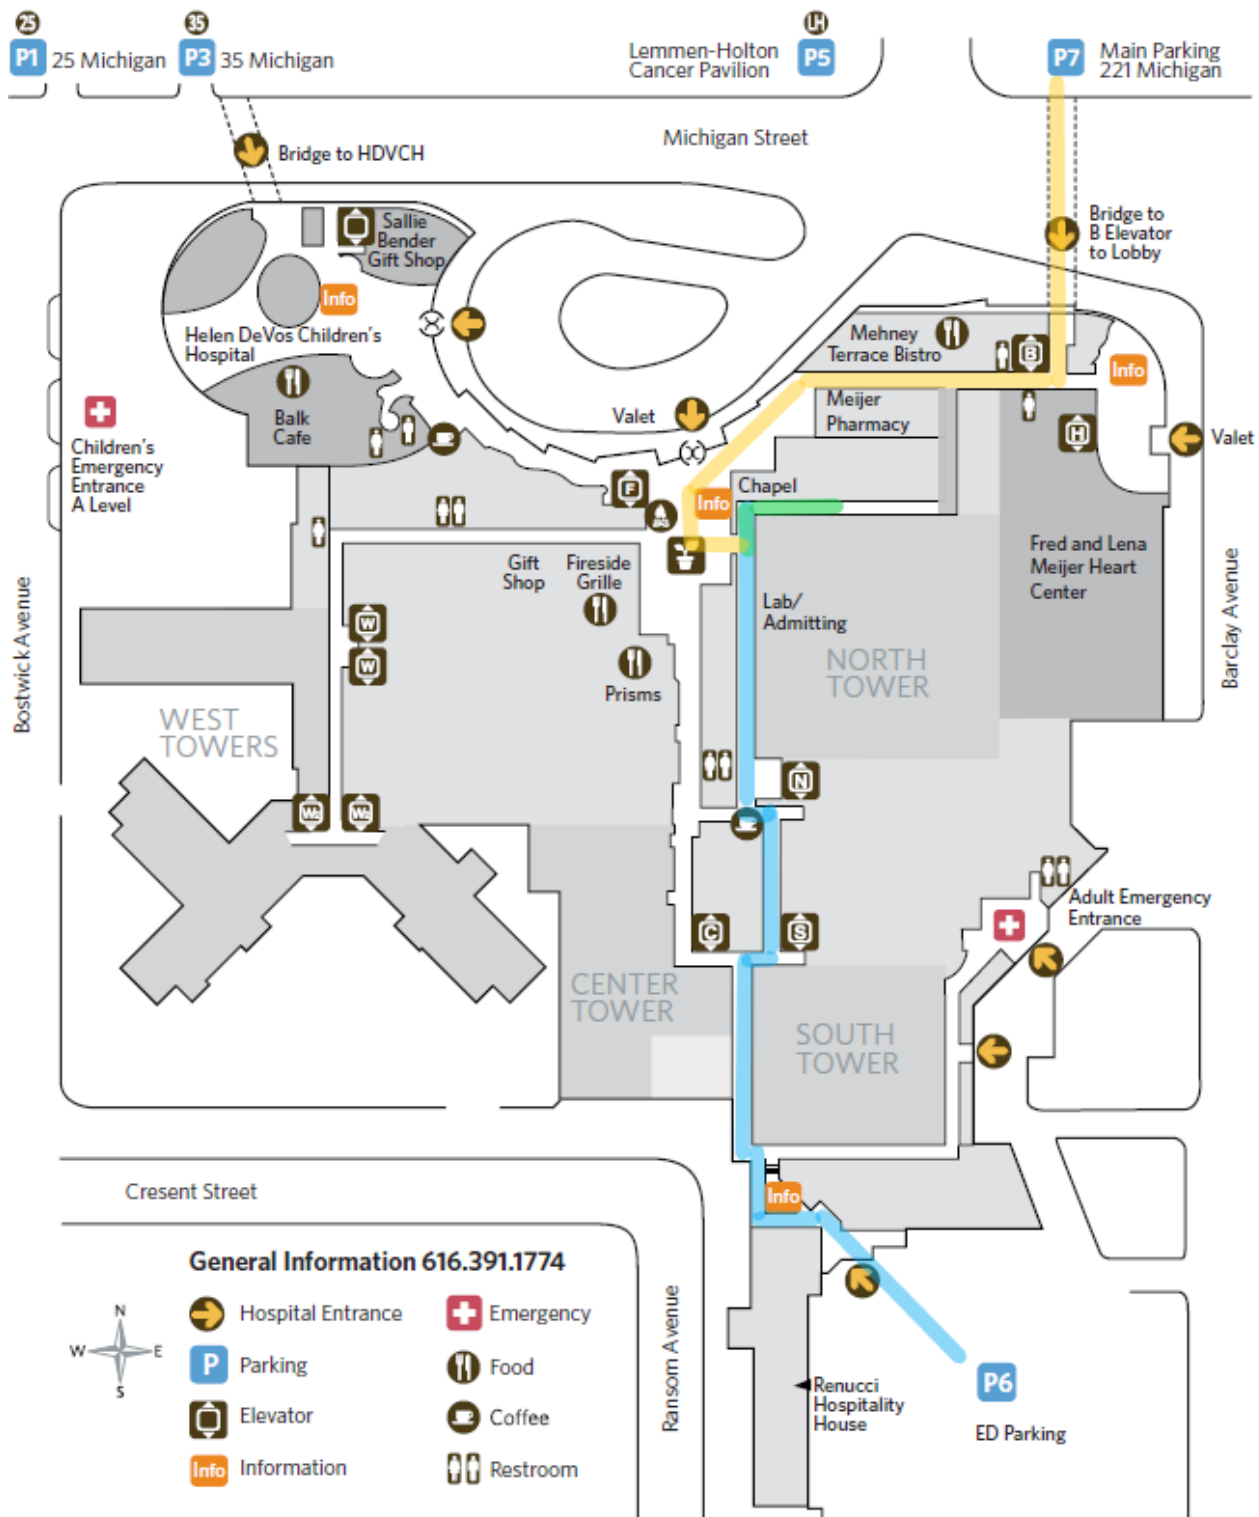 25
35
LH
P1
25 Michigan
P3
35 Michigan
Lemmen-Holton
Cancer Pavilion
P5
P7
Main Parking
221 Michigan
Michigan Street
Bridge to HDVCH
Bridge to
B Elevator
to Lobby
Sallie
Bender
Gift Shop
Info
Helen DeVos Children's
Hospital
Mehney
Terrace Bistro
B
Info
Balk
Cafe
Valet
Meijer
Pharmacy
H
Valet
Children's
Emergency
Entrance
A Level
F
Info
Chapel
Gift
Shop
Fireside
Grille
Fred and Lena
Meijer Heart
Center
Lab/
Admitting
Bostwick Avenue
Barclay Avenue
W
W
Prisms
NORTH
TOWER
WEST
TOWERS
N
C
S
Adult Emergency
Entrance
CENTER
TOWER
SOUTH
TOWER
Cresent Street
Info
General Information 616.391.1774
Hospital Entrance
Emergency
P
Parking
Food
Elevator
Coffee
Info
Information
Restroom
N
W
E
S
Ransom Avenue
Renucci
Hospitality
House
P6
ED Parking